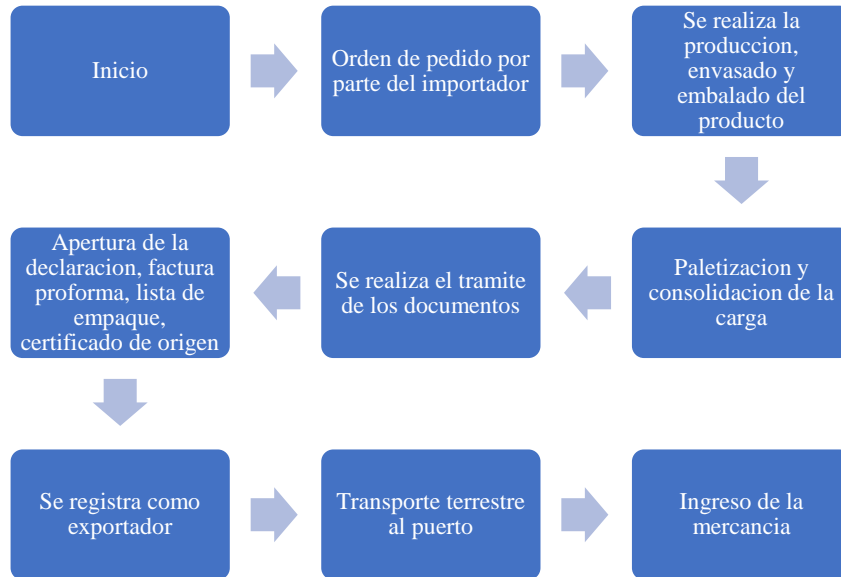 Inicio
Orden de pedido por
parte del importador
Se realiza la
produccion,
envasado y
embalado del
producto
Paletizacion y
consolidacion de la
carga
Se realiza el tramite
de los documentos
Apertura de la
declaracion, factura
proforma, lista de
empaque,
certificado de origen
Se registra como
exportador
Transporte terrestre
al puerto
Ingreso de la
mercancia